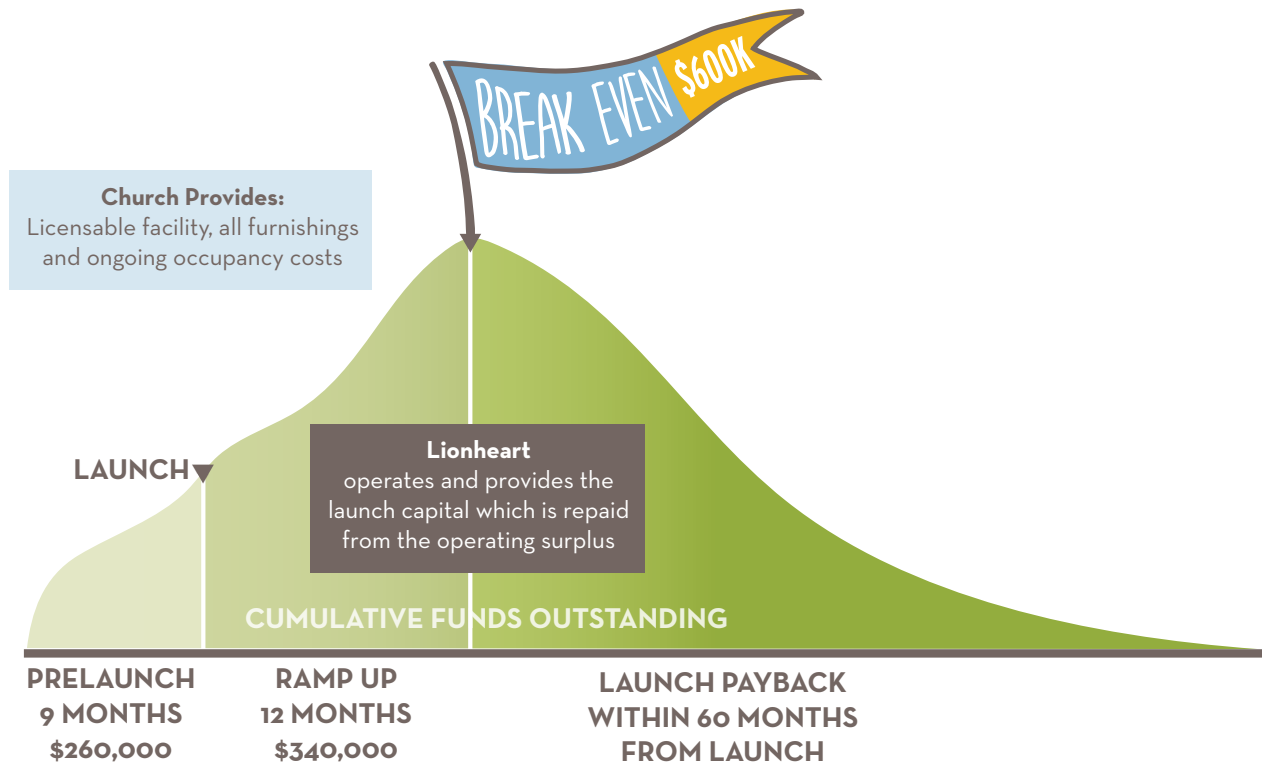 BREAK EVEN $600K
Church Provides:
Licensable facility, all furnishings
and ongoing occupancy costs
LAUNCH
Lionheart
operates and provides the
launch capital which is repaid
from the operating surplus
CUMULATIVE FUNDS OUTSTANDING
PRELAUNCH
9 MONTHS
$260,000
RAMP UP
12 MONTHS
$340,000
LAUNCH PAYBACK
WITHIN 60 MONTHS
FROM LAUNCH